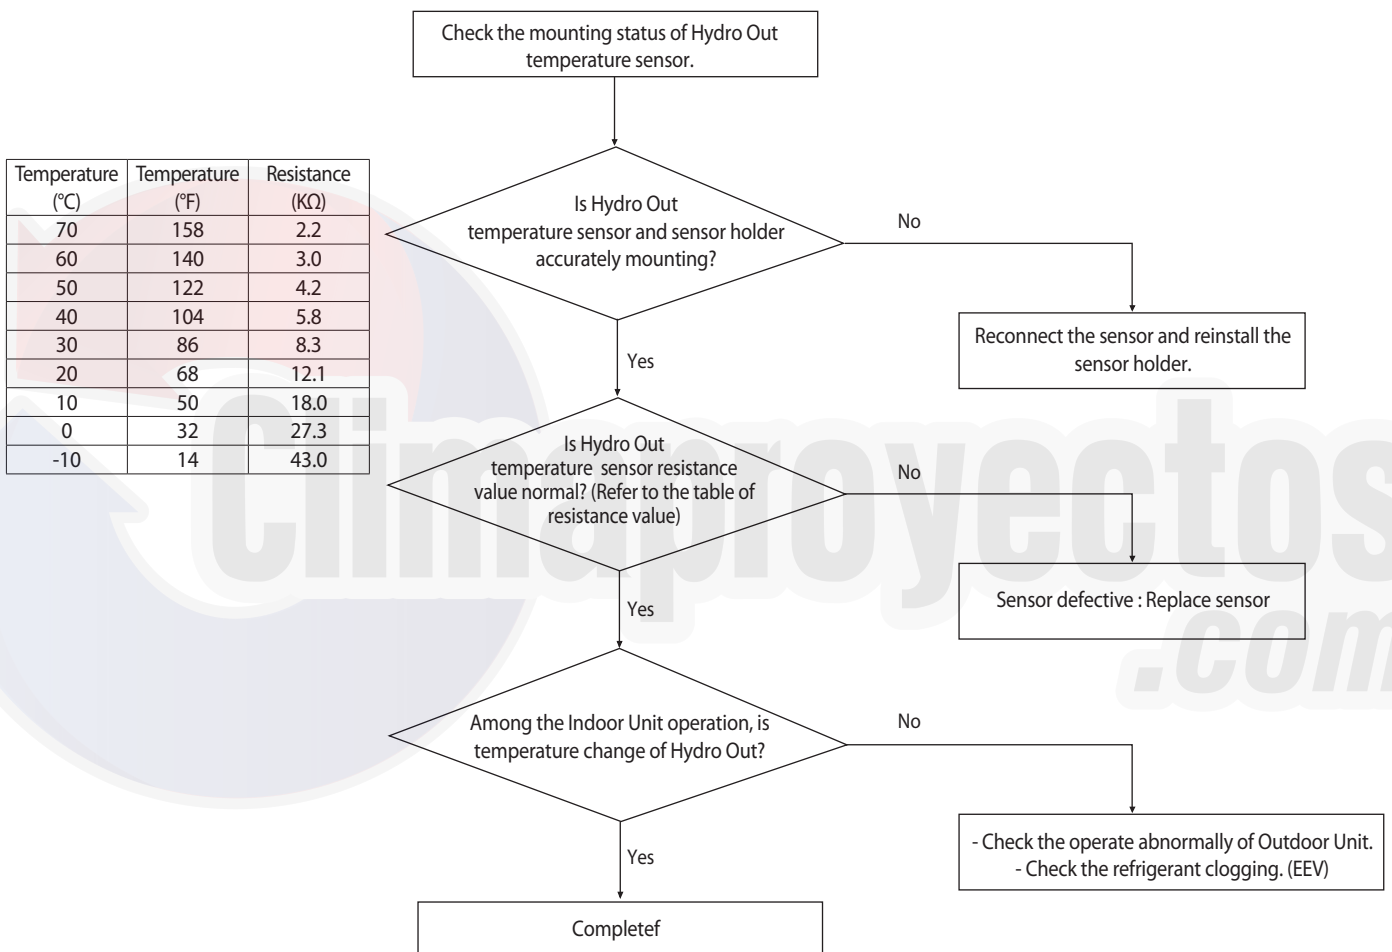 Check the mounting status of Hydro Out
temperature sensor.
Temperature Temperature Resistance
(°C) (°F) (KΩ)
70 158 2.2
60 140 3.0
50 122 4.2
40 104 5.8
30 86 8.3
20 68 12.1
10 50 18.0
0 32 27.3
-10 14 43.0
Is Hydro Out
temperature sensor and sensor holder
accurately mounting?
No
Reconnect the sensor and reinstall the
sensor holder.
Yes
Is Hydro Out
temperature sensor resistance
value normal? (Refer to the table of
resistance value)
No
Sensor defective : Replace sensor
Yes
Among the Indoor Unit operation, is
temperature change of Hydro Out?
No
- Check the operate abnormally of Outdoor Unit.
- Check the refrigerant clogging. (EEV)
Yes
Completef
Climaproyectos
.com